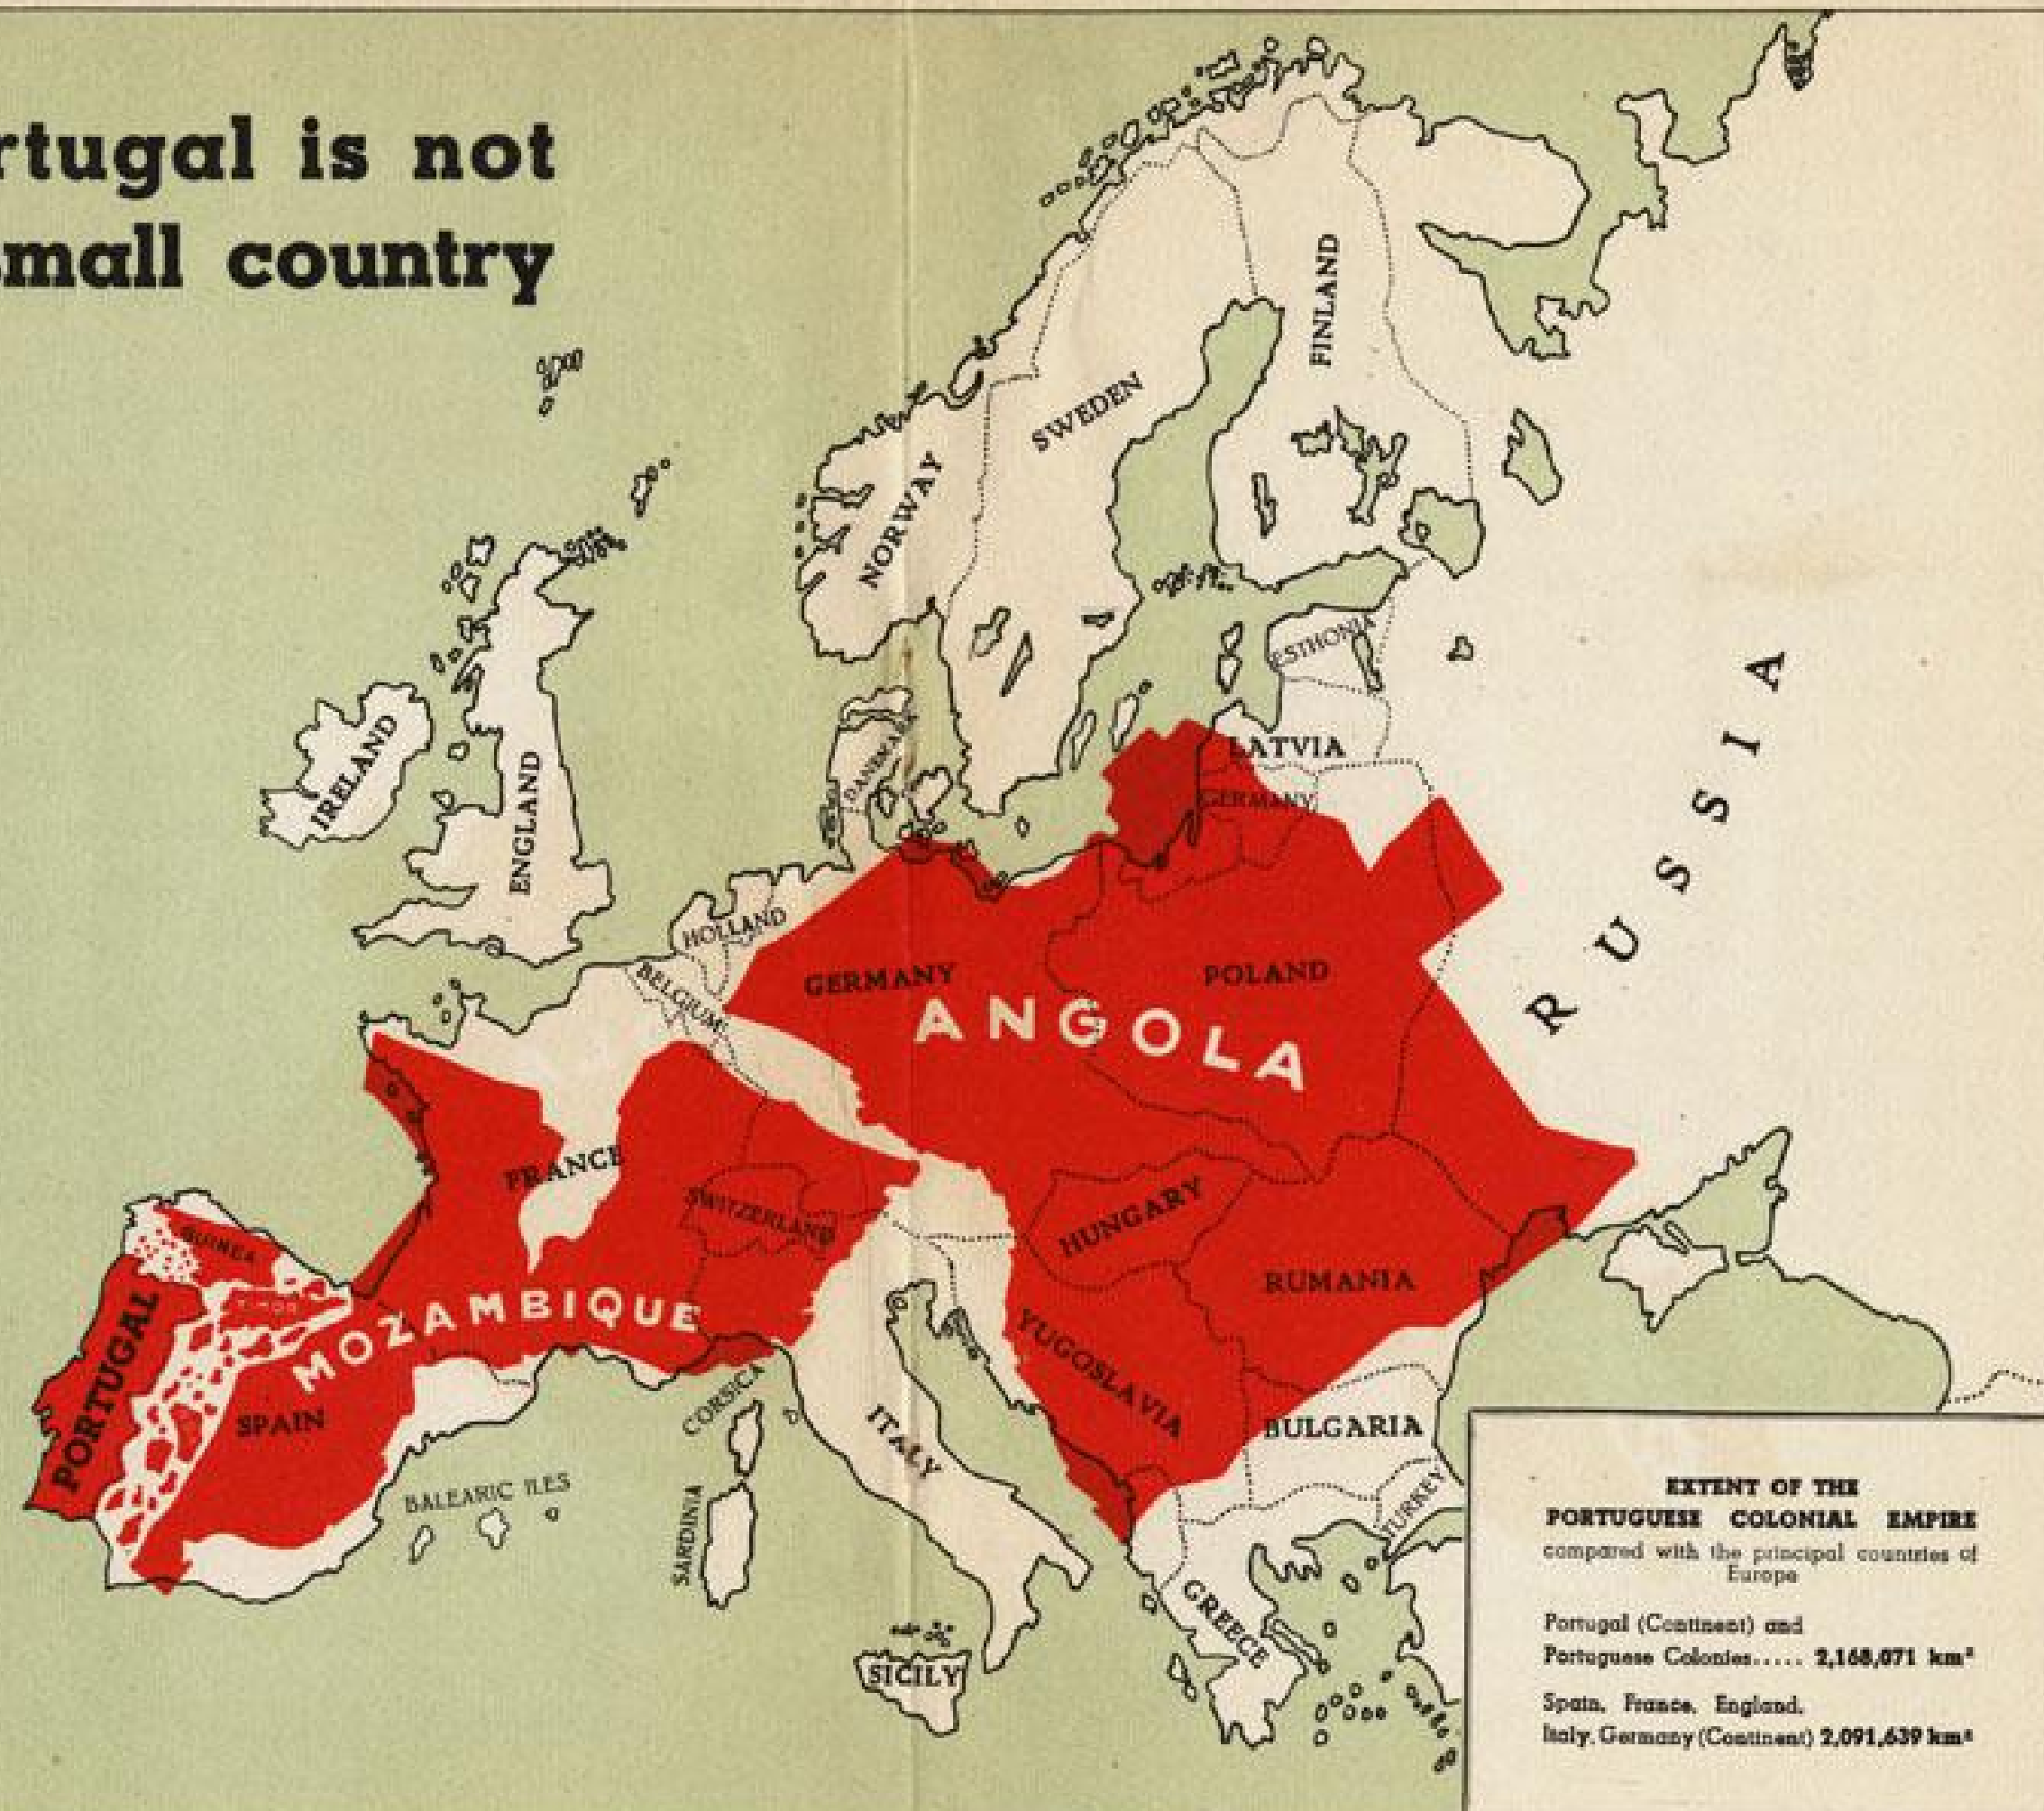 rtugal is not
mall country
FINLAND
SWEDEN
NORWAY
ESTHONIA
RUSSIA
IRELAND
ENGLAND
LATVIA
GERMANY
HOLLAND
BELGIUM
GERMANY
POLAND
ANGOLA
FRANCE
SWITZERLAND
HUNGARY
GUINEA
RUMANIA
MOZAMBIQUE
PORTUGAL
SPAIN
YUGOSLAVIA
CORSICA
ITALY
BULGARIA
BALEARIC ILES
SARDINIA
TURKEY
GREECE
SICILY
EXTENT OF THE
PORTUGUESE COLONIAL EMPIRE
compared with the principal countries of
Europe
Portugal (Continent) and
Portuguese Colonies..... 2,168,071 km²
Spain, France, England,
Italy, Germany (Continent) 2,091,639 km²